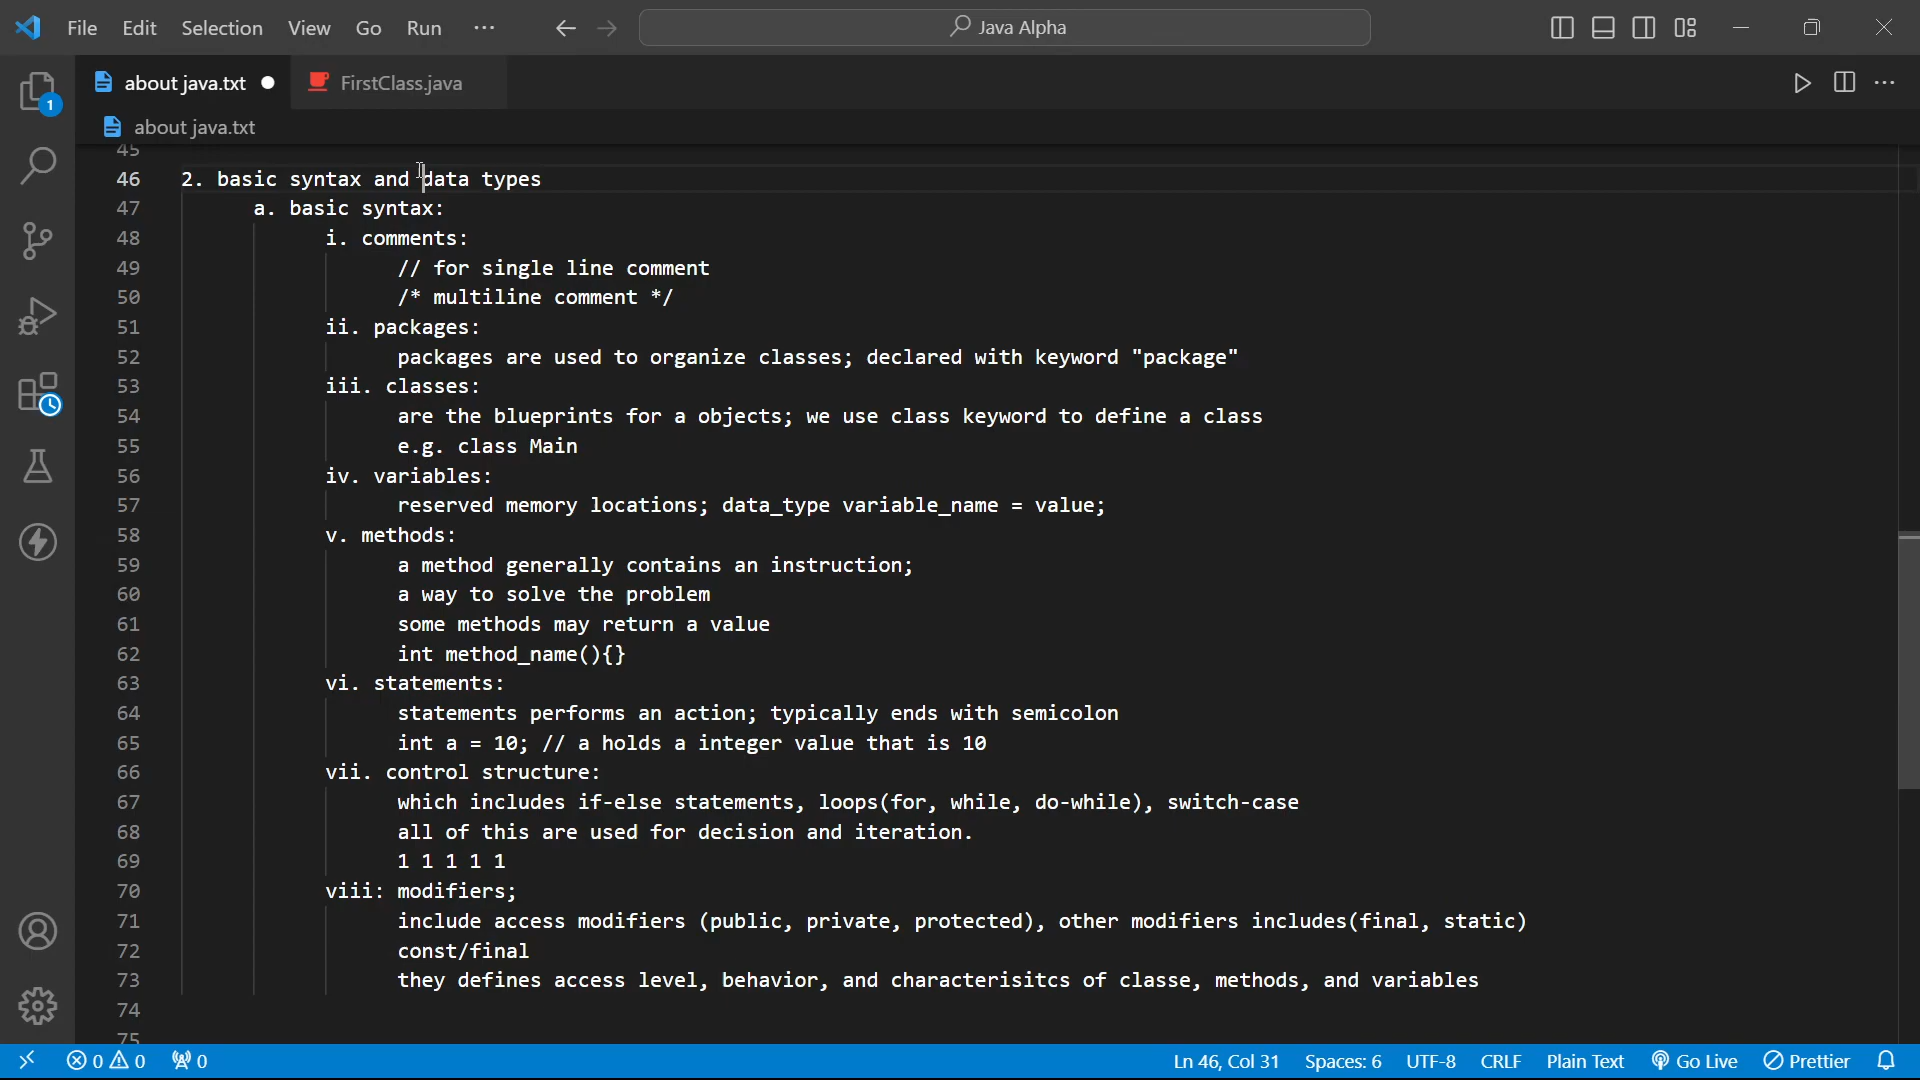 File Edit Selection View Go Run ··· Java Alpha
about java.txt FirstClass.java
1
about java.txt
45
46 2. basic syntax and data types
47 a. basic syntax:
48 i. comments:
49 // for single line comment
50 /* multiline comment */
51 ii. packages:
52 packages are used to organize classes; declared with keyword "package"
53 iii. classes:
54 are the blueprints for a objects; we use class keyword to define a class
55 e.g. class Main
56 iv. variables:
57 reserved memory locations; data_type variable_name = value;
58 v. methods:
59 a method generally contains an instruction;
60 a way to solve the problem
61 some methods may return a value
62 int method_name(){}
63 vi. statements:
64 statements performs an action; typically ends with semicolon
65 int a = 10; // a holds a integer value that is 10
66 vii. control structure:
67 which includes if-else statements, loops(for, while, do-while), switch-case
68 all of this are used for decision and iteration.
69 1 1 1 1 1
70 viii: modifiers;
71 include access modifiers (public, private, protected), other modifiers includes(final, static)
72 const/final
73 they defines access level, behavior, and characterisitcs of classe, methods, and variables
74
75
0 0 0 Ln 46, Col 31 Spaces: 6 UTF-8 CRLF Plain Text Go Live Prettier